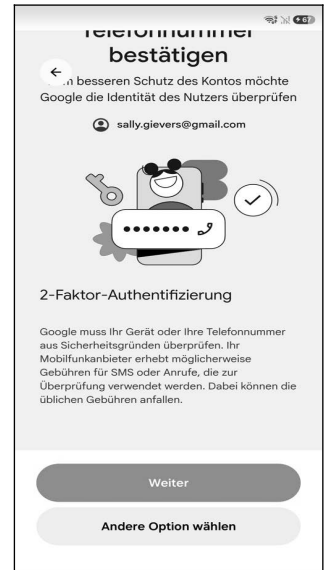 67
Telefonnummer
bestätigen
besseren Schutz des Kontos möchte
Google die Identität des Nutzers überprüfen
sally.gievers@gmail.com
2-Faktor-Authentifizierung
Google muss Ihr Gerät oder Ihre Telefonnummer
aus Sicherheitsgründen überprüfen. Ihr
Mobilfunkanbieter erhebt möglicherweise
Gebühren für SMS oder Anrufe, die zur
Überprüfung verwendet werden. Dabei können die
üblichen Gebühren anfallen.
Weiter
Andere Option wählen